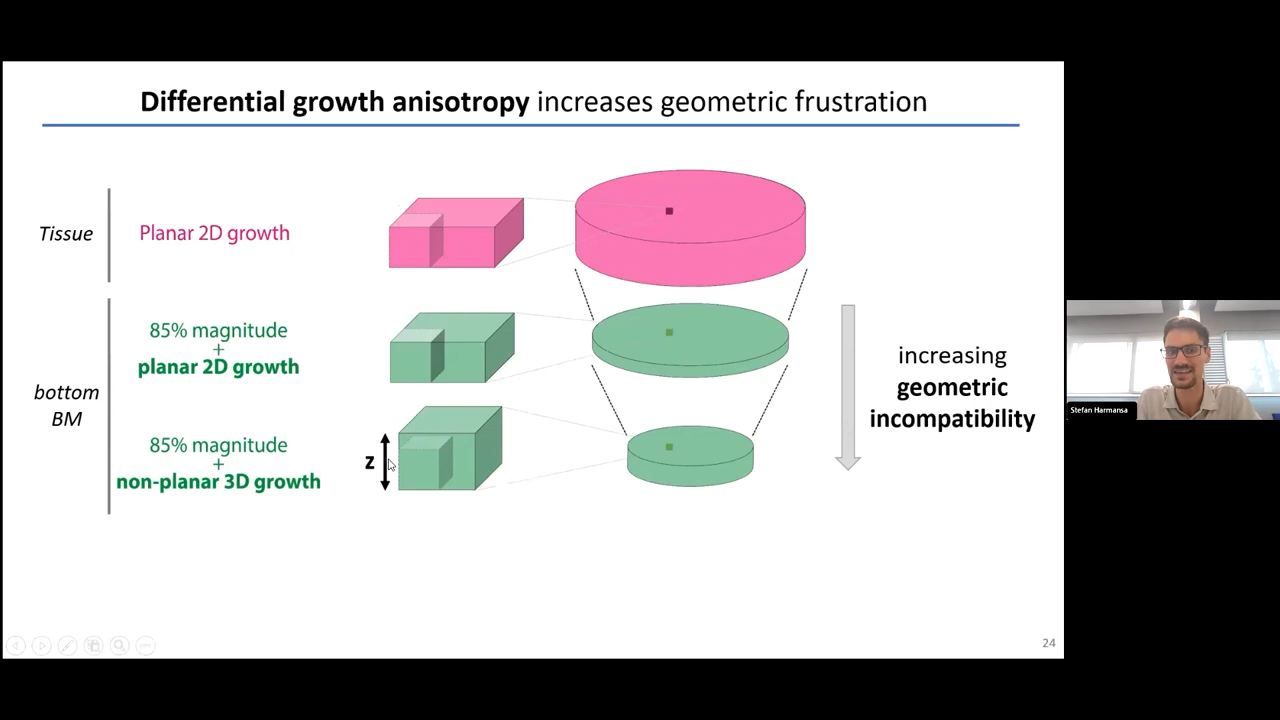 Differential growth anisotropy increases geometric frustration
Tissue
Planar 2D growth
bottom
BM
85% magnitude
+
planar 2D growth
85% magnitude
+
non-planar 3D growth
z
increasing
geometric
incompatibility
Stefan Harmansa
24